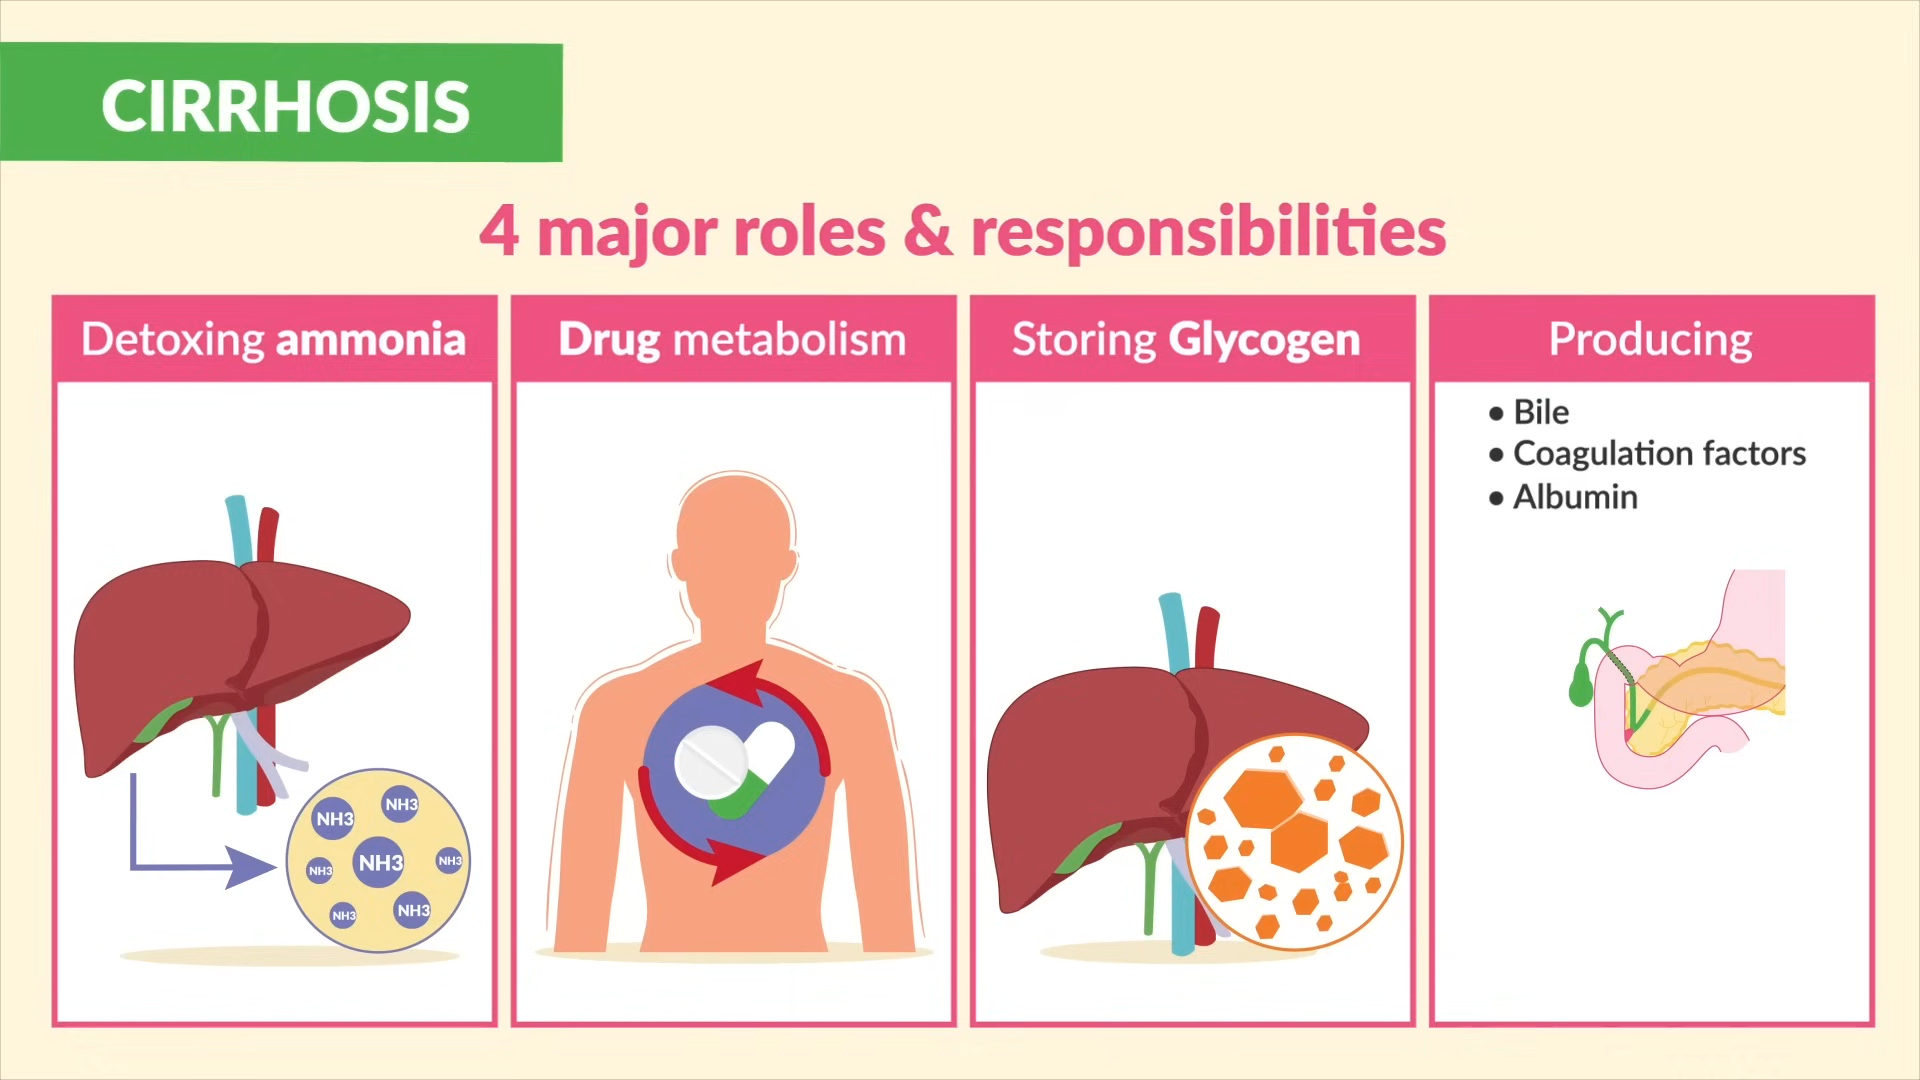 CIRRHOSIS
4 major roles & responsibilities
Detoxing ammonia
NH3
NH3
NH3
NH3
NH3
NH3
NH3
Drug metabolism
Storing Glycogen
Producing
• Bile
• Coagulation factors
• Albumin